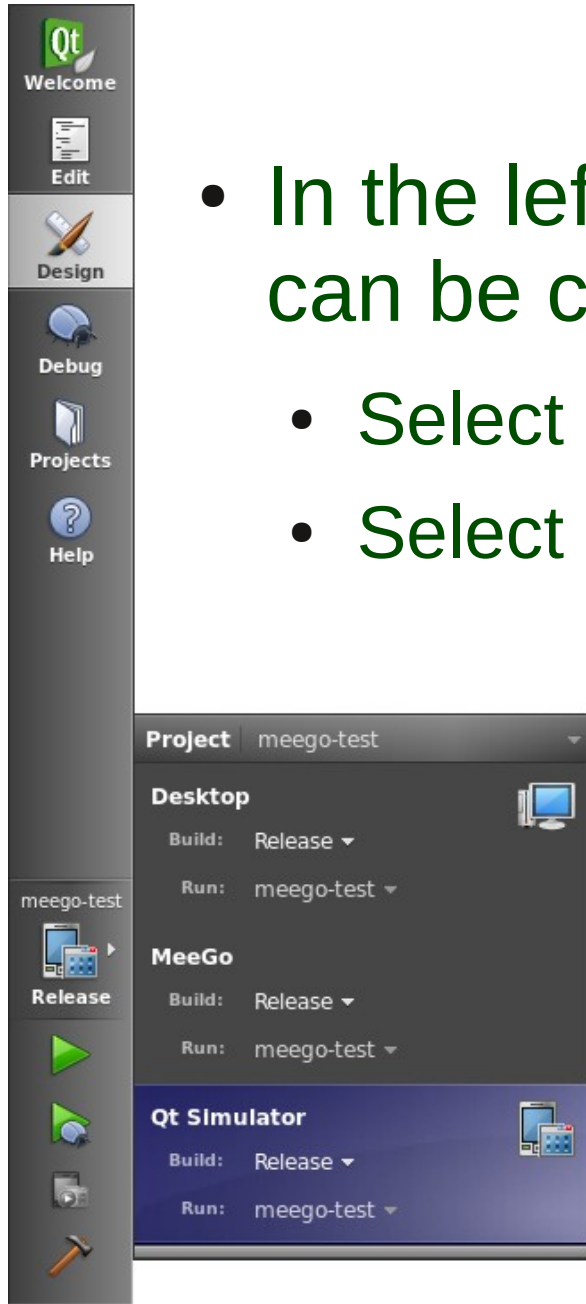 Qt
Welcome
Edit
Design
Debug
Projects
Help
meego-test
Release
• In the lef
can be c
• Select
• Select
Project meego-test
Desktop
Build: Release
Run: meego-test
MeeGo
Build: Release
Run: meego-test
Qt Simulator
Build: Release
Run: meego-test